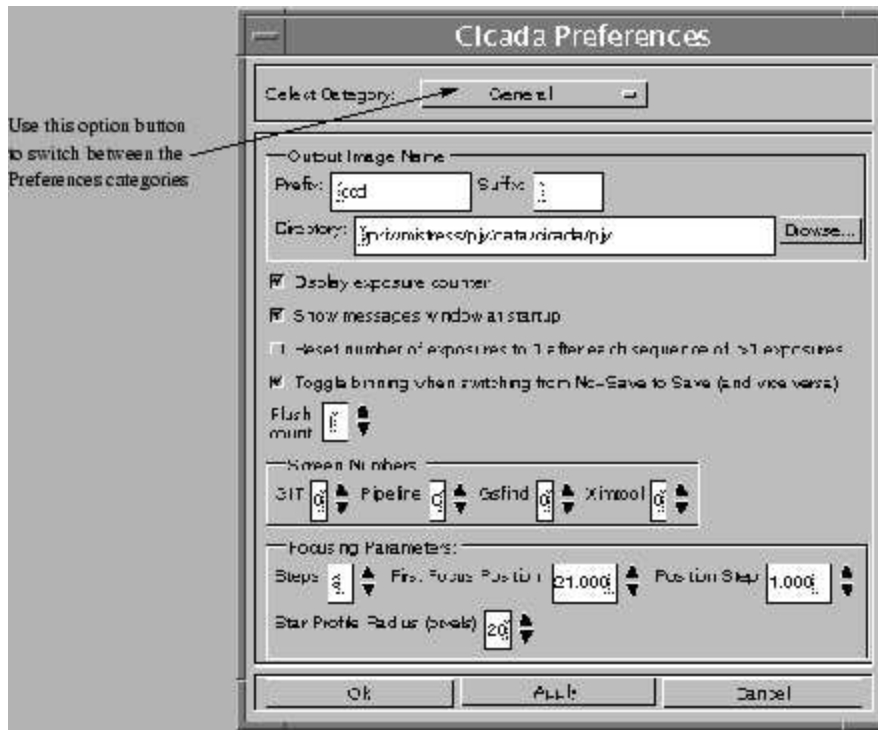 CIcada Preferences
Select Category: General
Use this option button
to switch between the
Preferences categories
Output Image Name
Prefix: ccd Suffix:
Directory: Browse...
Display exposure counter
Show messages window at startup
Reset number of exposures to 1 after each sequence of >1 exposures
Toggle binning when switching from No-Save to Save (and vice versa)
Flush
count
Screen Numbers
Pipeline 0 Gsfind 0 Ximtool 0
Focusing Parameters:
Steps First Focus Position 21.000 Position Step 1.000
Star Profile Radius (pixels) 20
Ok Apply Cancel